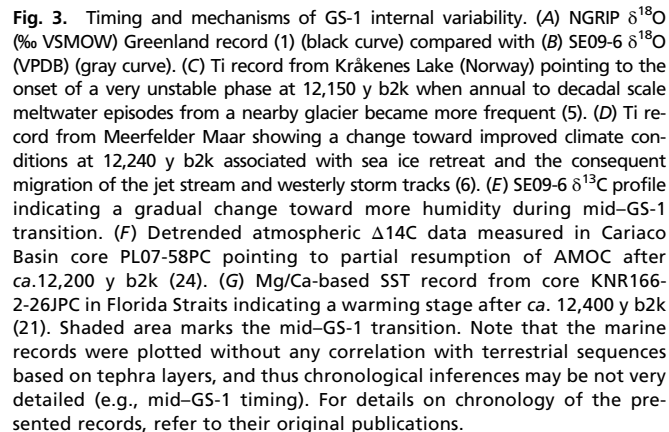 Fig. 3. Timing and mechanisms of GS-1 internal variability. (A) NGRIP δ18O
(‰ VSMOW) Greenland record (1) (black curve) compared with (B) SE09-6 δ18O
(VPDB) (gray curve). (C) Ti record from Kråkenes Lake (Norway) pointing to the
onset of a very unstable phase at 12,150 y b2k when annual to decadal scale
meltwater episodes from a nearby glacier became more frequent (5). (D) Ti re-
cord from Meerfelder Maar showing a change toward improved climate con-
ditions at 12,240 y b2k associated with sea ice retreat and the consequent
migration of the jet stream and westerly storm tracks (6). (E) SE09-6 δ13C profile
indicating a gradual change toward more humidity during mid–GS-1
transition. (F) Detrended atmospheric Δ14C data measured in Cariaco
Basin core PL07-58PC pointing to partial resumption of AMOC after
ca.12,200 y b2k (24). (G) Mg/Ca-based SST record from core KNR166-
2-26JPC in Florida Straits indicating a warming stage after ca. 12,400 y b2k
(21). Shaded area marks the mid–GS-1 transition. Note that the marine
records were plotted without any correlation with terrestrial sequences
based on tephra layers, and thus chronological inferences may be not very
detailed (e.g., mid–GS-1 timing). For details on chronology of the pre-
sented records, refer to their original publications.